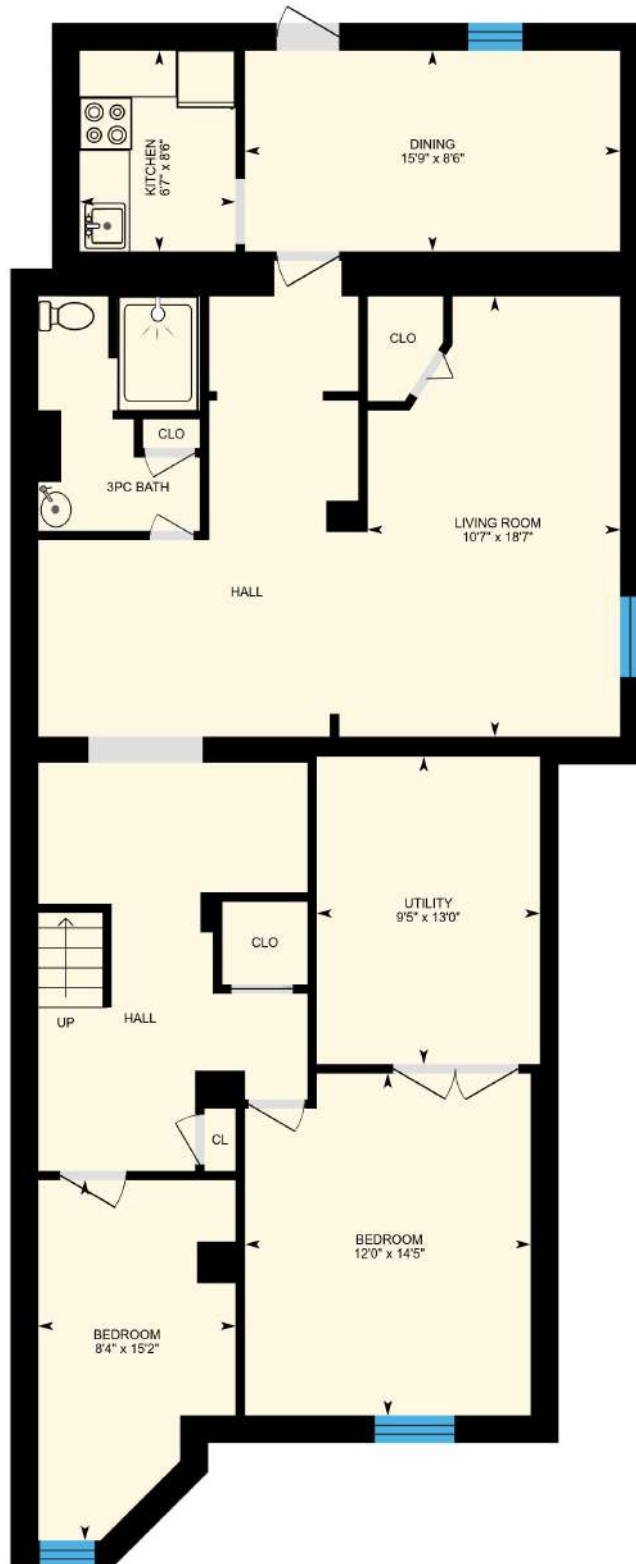 KITCHEN
6'7" x 8'6"
DINING
15'9" x 8'6"
CLO
CLO
3PC BATH
LIVING ROOM
10'7" x 18'7"
HALL
UTILITY
9'5" x 13'0"
CLO
UP
HALL
CL
BEDROOM
12'0" x 14'5"
BEDROOM
8'4" x 15'2"